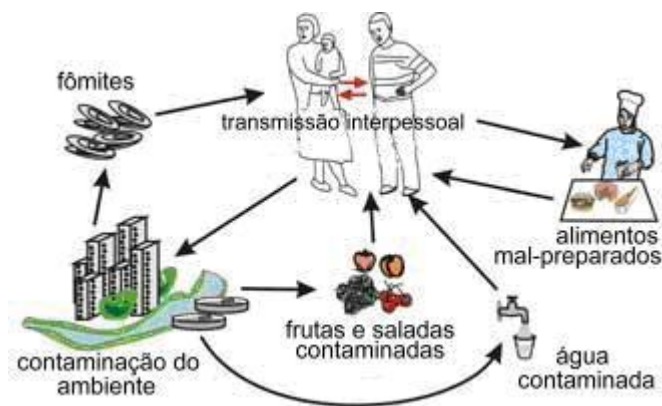 fômites
transmissão interpessoal
alimentos
mal-preparados
frutas e saladas
contaminadas
contaminação do
ambiente
água
contaminada